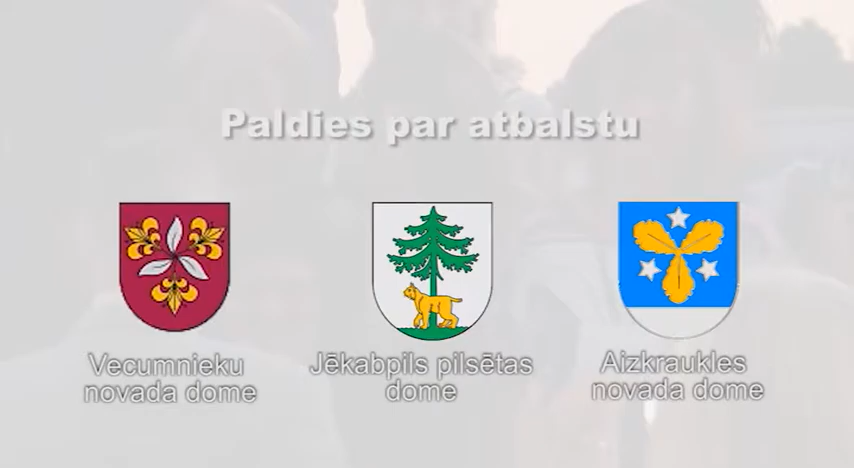 Paldies par atbalstu
Vecumnieku
novada dome
Jēkabpils pilsētas
dome
Aizkraukles
novada dome